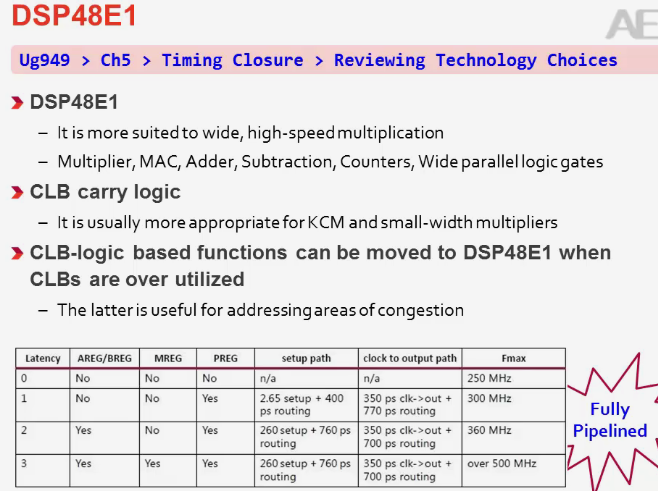 DSP48E1
AE
Ug949 > Ch5 > Timing Closure > Reviewing Technology Choices
DSP48E1
– It is more suited to wide, high-speed multiplication
– Multiplier, MAC, Adder, Subtraction, Counters, Wide parallel logic gates
CLB carry logic
– It is usually more appropriate for KCM and small-width multipliers
CLB-logic based functions can be moved to DSP48E1 when
CLBs are over utilized
– The latter is useful for addressing areas of congestion
Latency AREG/BREG MREG PREG setup path clock to output path Fmax
0 No No No n/a n/a 250 MHz
1 No No Yes 2.65 setup + 400 ps routing 350 ps clk->out + 770 ps routing 300 MHz
2 Yes No Yes 260 setup + 760 ps routing 350 ps clk->out + 700 ps routing 360 MHz
3 Yes Yes Yes 260 setup + 760 ps routing 350 ps clk->out + 700 ps routing over 500 MHz
Fully
Pipelined